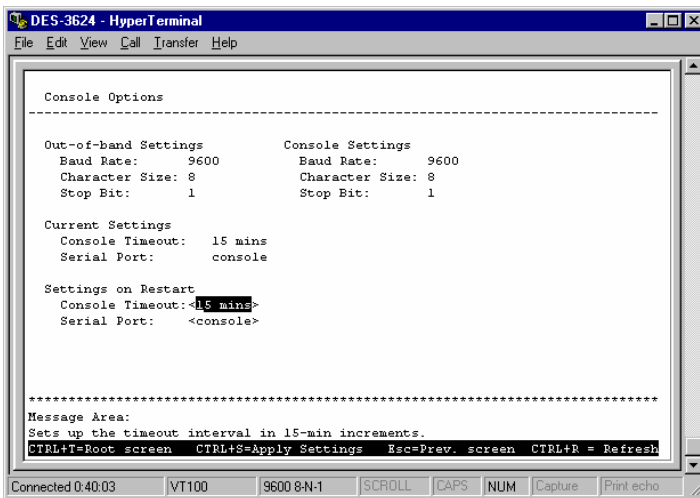 DES-3624 - HyperTerminal
File Edit View Call Transfer Help
Console Options
--------------------------------------------------------------------------------
Out-of-band Settings Console Settings
Baud Rate: 9600 Baud Rate: 9600
Character Size: 8 Character Size: 8
Stop Bit: 1 Stop Bit: 1
Current Settings
Console Timeout: 15 mins
Serial Port: console
Settings on Restart
Console Timeout:<15 mins>
Serial Port: <console>
********************************************************************************
Message Area:
Sets up the timeout interval in 15-min increments.
CTRL+T=Root screen CTRL+S=Apply Settings Esc=Prev. screen CTRL+R = Refresh
Connected 0:40:03 VT100 9600 8-N-1 SCROLL CAPS NUM Capture Print echo